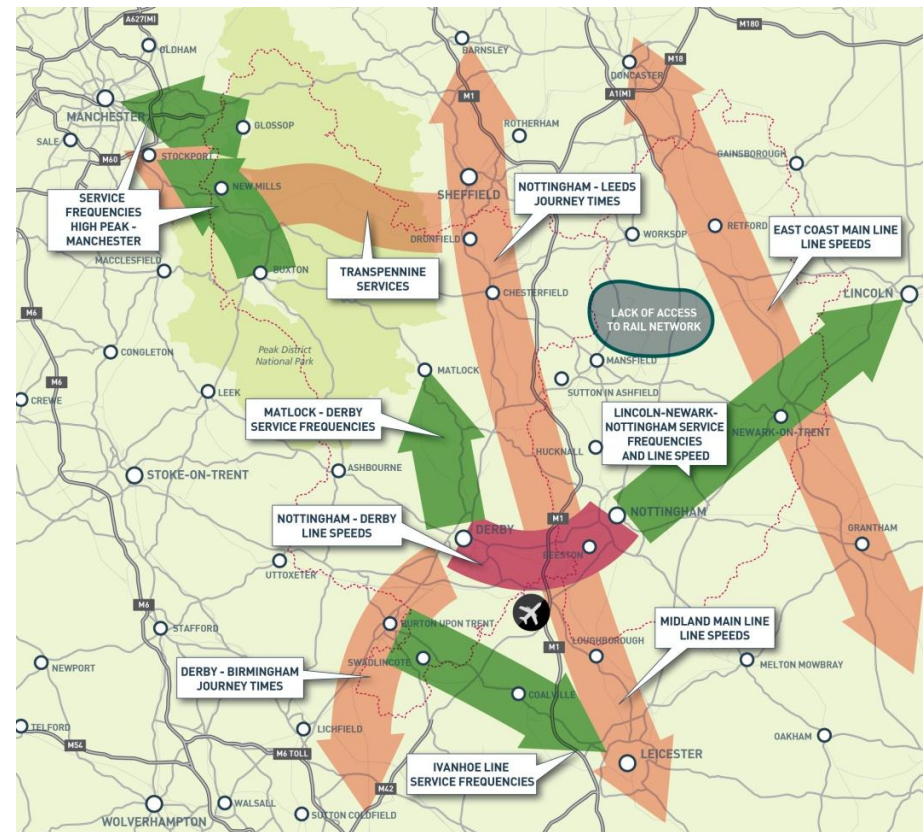 A627(M)
OLDHAM
BARNSLEY
M180
M18
DONCASTER
A1(M)
M1
MANCHESTER
GLOSSOP
ROTHERHAM
SALE
M60
STOCKPORT
GAINSBOROUGH
SERVICE
FREQUENCIES
HIGH PEAK -
MANCHESTER
NEW MILLS
SHEFFIELD
NOTTINGHAM - LEEDS
JOURNEY TIMES
DRONFIELD
WORKSOP
RETFORD
EAST COAST MAIN LINE
LINE SPEEDS
MACCLESFIELD
BUXTON
TRANSPENNINE
SERVICES
CHESTERFIELD
LINCOLN
M6
LACK OF ACCESS
TO RAIL NETWORK
CONGLETON
Peak District
National Park
MATLOCK
MANSFIELD
SUTTON IN ASHFIELD
M6
CREWE
LEEK
MATLOCK - DERBY
SERVICE FREQUENCIES
LINCOLN-NEWARK-
NOTTINGHAM SERVICE
FREQUENCIES
AND LINE SPEED
NEWARK-ON-TRENT
HUCKNALL
STOKE-ON-TRENT
ASHBOURNE
NOTTINGHAM - DERBY
LINE SPEEDS
DERBY
M1
NOTTINGHAM
BEESTON
GRANTHAM
UTTOXETER
M6
STAFFORD
BURTON UPON TRENT
MIDLAND MAIN LINE
LINE SPEEDS
M1
LOUGHBOROUGH
NEWPORT
DERBY - BIRMINGHAM
JOURNEY TIMES
SWADLINCOTE
MELTON MOWBRAY
COALVILLE
TELFORD
M54
LICHFIELD
M6 TOLL
OAKHAM
IVANHOE LINE
SERVICE FREQUENCIES
LEICESTER
M42
WALSALL
WOLVERHAMPTON
SUTTON COLDFIELD